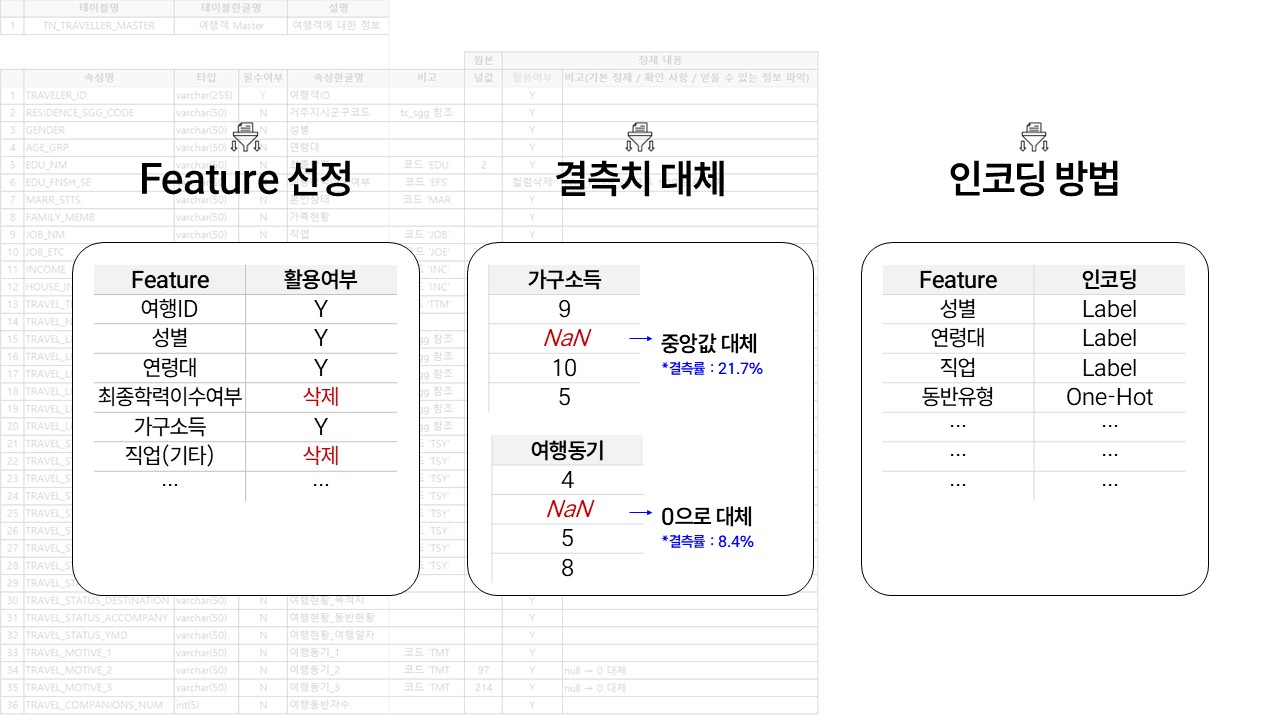 테이블명 테이블한글명 설명
1 TN_TRAVELLER_MASTER 여행객 Master 여행객에 대한 정보
원본 정제 내용
속성명 타입 필수여부 속성한글명 비고 널값 활용여부 비고(기본 정제 / 확인 사항 / 얻을 수 있는 정보 파악)
1 TRAVELER_ID varchar(255) Y 여행객ID Y
2 RESIDENCE_SGG_CODE varchar(50) N 거주지시군구코드 tc_sgg 참조 Y
3 GENDER varchar(50) N 성별 Y
4 AGE_GRP varchar(50) N 연령대 Y
5 EDU_NM varchar(50) N 코드 'EDU' 2 Y
6 EDU_FNSH_SE 여부 코드 'EFS' 컬럼삭제
7 MARR_STTS varchar(50) N 혼인상태 코드 'MAR Y
8 FAMILY_MEMB varchar(50) N 가족현황 Y
9 JOB_NM varchar(50) N 직업 코드 'JOB' Y
10 JOB_ETC
11 INCOME
Feature 선정
결측치 대체
인코딩 방법
Feature 활용여부
여행ID Y
성별 Y
연령대 Y
최종학력이수여부 삭제
가구소득 Y
직업(기타) 삭제
... ...
가구소득
9
NaN
10
5
중앙값 대체
*결측률 : 21.7%
여행동기
4
NaN
5
8
0으로 대체
*결측률 : 8.4%
Feature 인코딩
성별 Label
연령대 Label
직업 Label
동반유형 One-Hot
... ...
... ...
... ...
30 TRAVEL_STATUS_DESTINATION varchar(50) N 여행현황_목적지 Y
31 TRAVEL_STATUS_ACCOMPANY varchar(50) N 여행현황_동반현황 Y
32 TRAVEL_STATUS_YMD varchar(50) N 여행현황_여행일자 Y
33 TRAVEL_MOTIVE_1 varchar(50) N 여행동기_1 코드 'TMT Y
34 TRAVEL_MOTIVE_2 varchar(50) N 여행동기_2 코드 'TMT 97 Y null → 0 대체
35 TRAVEL_MOTIVE_3 varchar(50) N 여행동기_3 코드 'TMT 214 Y null → 0 대체
36 TRAVEL_COMPANIONS_NUM int(5) N 여행동반자수 Y